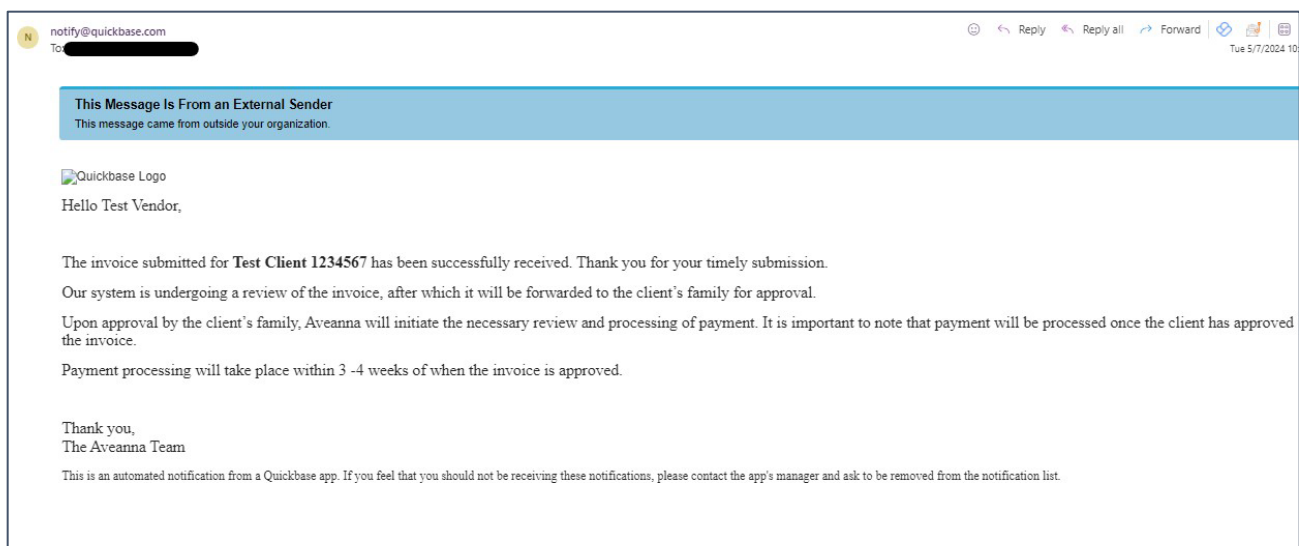 N
notify@quickbase.com
To:
Reply
Reply all
Forward
Tue 5/7/2024 10:
This Message Is From an External Sender
This message came from outside your organization.
Quickbase Logo
Hello Test Vendor,
The invoice submitted for Test Client 1234567 has been successfully received. Thank you for your timely submission.
Our system is undergoing a review of the invoice, after which it will be forwarded to the client's family for approval.
Upon approval by the client's family, Aveanna will initiate the necessary review and processing of payment. It is important to note that payment will be processed once the client has approved
the invoice.
Payment processing will take place within 3 -4 weeks of when the invoice is approved.
Thank you,
The Aveanna Team
This is an automated notification from a Quickbase app. If you feel that you should not be receiving these notifications, please contact the app's manager and ask to be removed from the notification list.